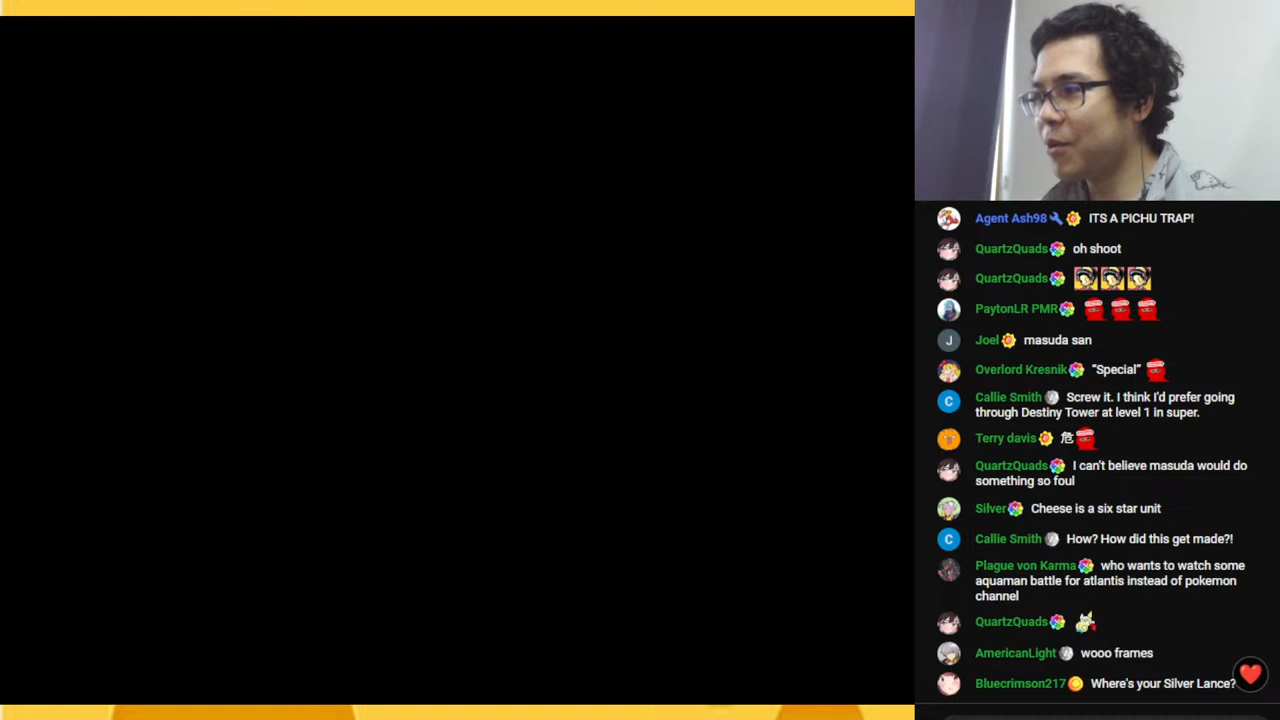 Agent Ash98 ITS A PICHU TRAP!
QuartzQuads oh shoot
QuartzQuads
PaytonLR PMR
J Joel masuda san
Overlord Kresnik "Special"
C Callie Smith Screw it. I think I'd prefer going
through Destiny Tower at level 1 in super.
Terry davis 危
QuartzQuads I can't believe masuda would do
something so foul
Silver Cheese is a six star unit
C Callie Smith How? How did this get made?!
Plague von Karma who wants to watch some
aquaman battle for atlantis instead of pokemon
channel
QuartzQuads
AmericanLight wooo frames
Bluecrimson217 Where's your Silver Lance?